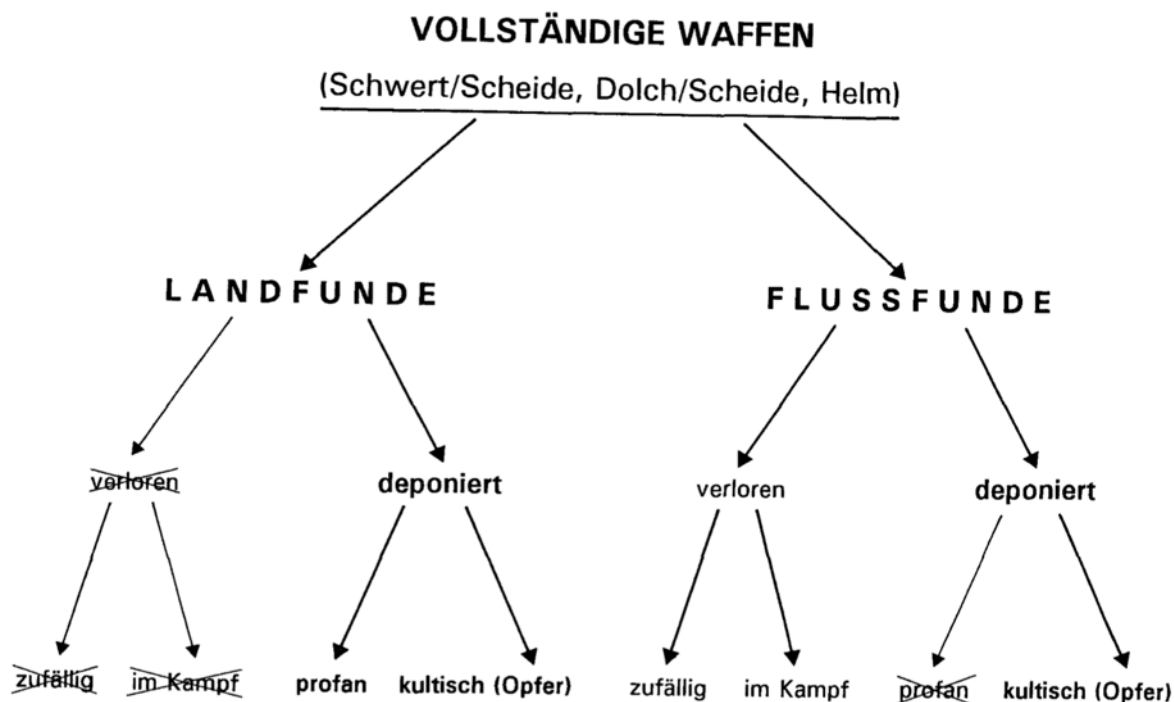 VOLLSTÄNDIGE WAFFEN
(Schwert/Scheide, Dolch/Scheide, Helm)
LANDFUNDE FLUSSFUNDE
verloren deponiert verloren deponiert
zufällig im Kampf profan kultisch (Opfer) zufällig im Kampf profan kultisch (Opfer)